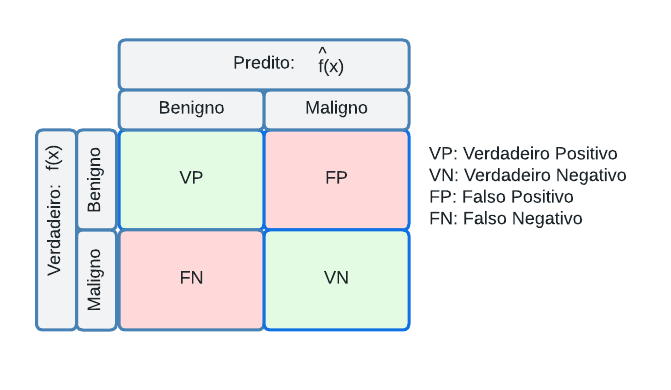 Predito: f̂(x)
Benigno Maligno
Verdadeiro: f(x)
Benigno
VP FP
Maligno
FN VN
VP: Verdadeiro Positivo
VN: Verdadeiro Negativo
FP: Falso Positivo
FN: Falso Negativo